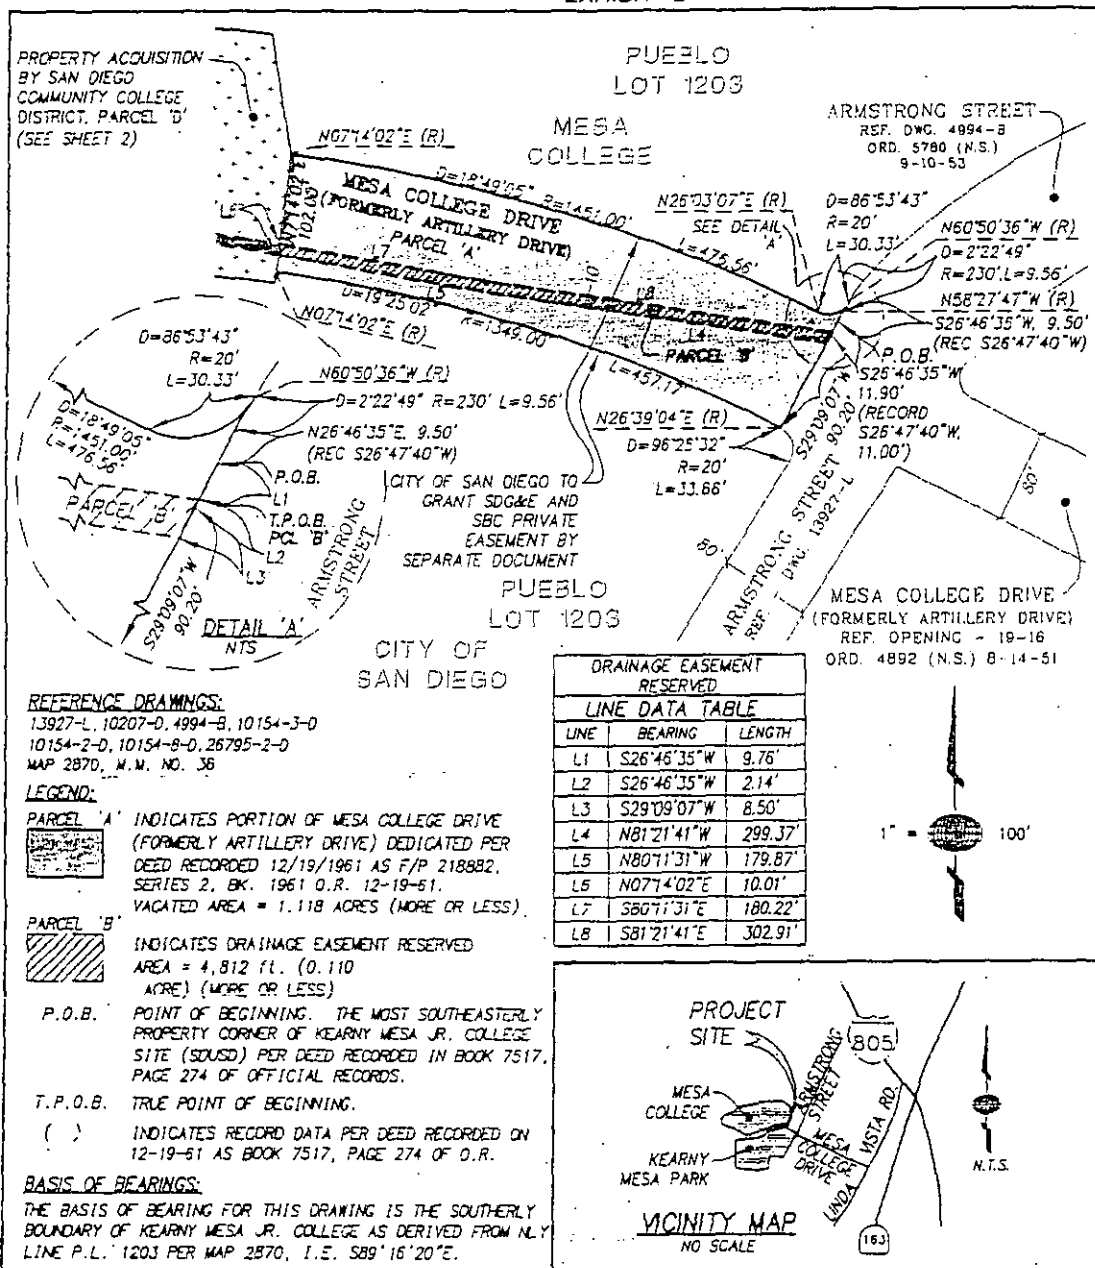 PROPERTY ACQUISITION
BY SAN DIEGO
COMMUNITY COLLEGE
DISTRICT, PARCEL 'D'
(SEE SHEET 2)
PUEBLO
LOT 1203
MESA
COLLEGE
ARMSTRONG STREET
REF. DWG. 4994-B
ORD. 5780 (N.S.)
9-10-53
N07°14'02"E (R)
D=18°49'05" R=1451.00'
L=476.56'
MESA COLLEGE DRIVE
(FORMERLY ARTILLERY DRIVE)
PARCEL 'A'
N07°14'02"E
102.00'
L6
L7
L5
L8
L4
PARCEL 'B'
D=19°25'02"
R=1349.00'
L=457.17'
N07°14'02"E (R)
N26°03'07"E (R)
SEE DETAIL
'A'
D=86°53'43"
R=20'
L=30.33'
N60°50'36"W (R)
D=2°22'49"
R=230' L=9.56'
N58°27'47"W (R)
S26°46'35"W, 9.50'
(REC S26°47'40"W)
P.O.B.
S26°46'35"W
11.90'
(RECORD
S26°47'40"W,
11.00')
S29°09'07"W
90.20'
N26°39'04"E (R)
D=96°25'32"
R=20'
L=33.66'
CITY OF SAN DIEGO TO
GRANT SDG&E AND
SBC PRIVATE
EASEMENT BY
SEPARATE DOCUMENT
D=86°53'43"
R=20'
L=30.33'
N60°50'36"W (R)
D=2°22'49" R=230' L=9.56'
N26°46'35"E, 9.50'
(REC S26°47'40"W)
D=18°49'05"
R=1451.00'
L=476.56'
PARCEL 'B'
P.O.B.
L1
T.P.O.B.
PCL 'B'
L2
L3
S29°09'07"W
90.20'
ARMSTRONG
STREET
DETAIL 'A'
NTS
PUEBLO
LOT 1203
CITY OF
SAN DIEGO
80'
ARMSTRONG STREET
REF. DWG. 13927-L
80'
MESA COLLEGE DRIVE
(FORMERLY ARTILLERY DRIVE)
REF. OPENING - 19-16
ORD. 4892 (N.S.) 8-14-51
DRAINAGE EASEMENT
RESERVED
LINE DATA TABLE
LINE BEARING LENGTH
L1 S26°46'35"W 9.76'
L2 S26°46'35"W 2.14'
L3 S29°09'07"W 8.50'
L4 N81°21'41"W 299.37'
L5 N80°11'31"W 179.87'
L6 N07°14'02"E 10.01'
L7 S80°11'31"E 180.22'
L8 S81°21'41"E 302.91'
1" = 100'
REFERENCE DRAWINGS:
13927-L, 10207-D, 4994-B, 10154-3-D
10154-2-D, 10154-8-D, 26795-2-D
MAP 2870, M.M. NO. 36
LEGEND:
PARCEL 'A' INDICATES PORTION OF MESA COLLEGE DRIVE
(FORMERLY ARTILLERY DRIVE) DEDICATED PER
DEED RECORDED 12/19/1961 AS F/P 218882,
SERIES 2, BK. 1961 O.R. 12-19-61.
VACATED AREA = 1.118 ACRES (MORE OR LESS)
PARCEL 'B'
INDICATES DRAINAGE EASEMENT RESERVED
AREA = 4,812 ft. (0.110
ACRE) (MORE OR LESS)
P.O.B. POINT OF BEGINNING. THE MOST SOUTHEASTERLY
PROPERTY CORNER OF KEARNY MESA JR. COLLEGE
SITE (SDUSD) PER DEED RECORDED IN BOOK 7517,
PAGE 274 OF OFFICIAL RECORDS.
T.P.O.B. TRUE POINT OF BEGINNING.
( ) INDICATES RECORD DATA PER DEED RECORDED ON
12-19-61 AS BOOK 7517, PAGE 274 OF O.R.
BASIS OF BEARINGS:
THE BASIS OF BEARING FOR THIS DRAWING IS THE SOUTHERLY
BOUNDARY OF KEARNY MESA JR. COLLEGE AS DERIVED FROM NLY
LINE P.L. 1203 PER MAP 2870, I.E. S89°16'20"E.
PROJECT
SITE
MESA
COLLEGE
KEARNY
MESA PARK
ARMSTRONG
STREET
MESA
COLLEGE
DRIVE
LINDA VISTA RD.
805
163
N.T.S.
VICINITY MAP
NO SCALE